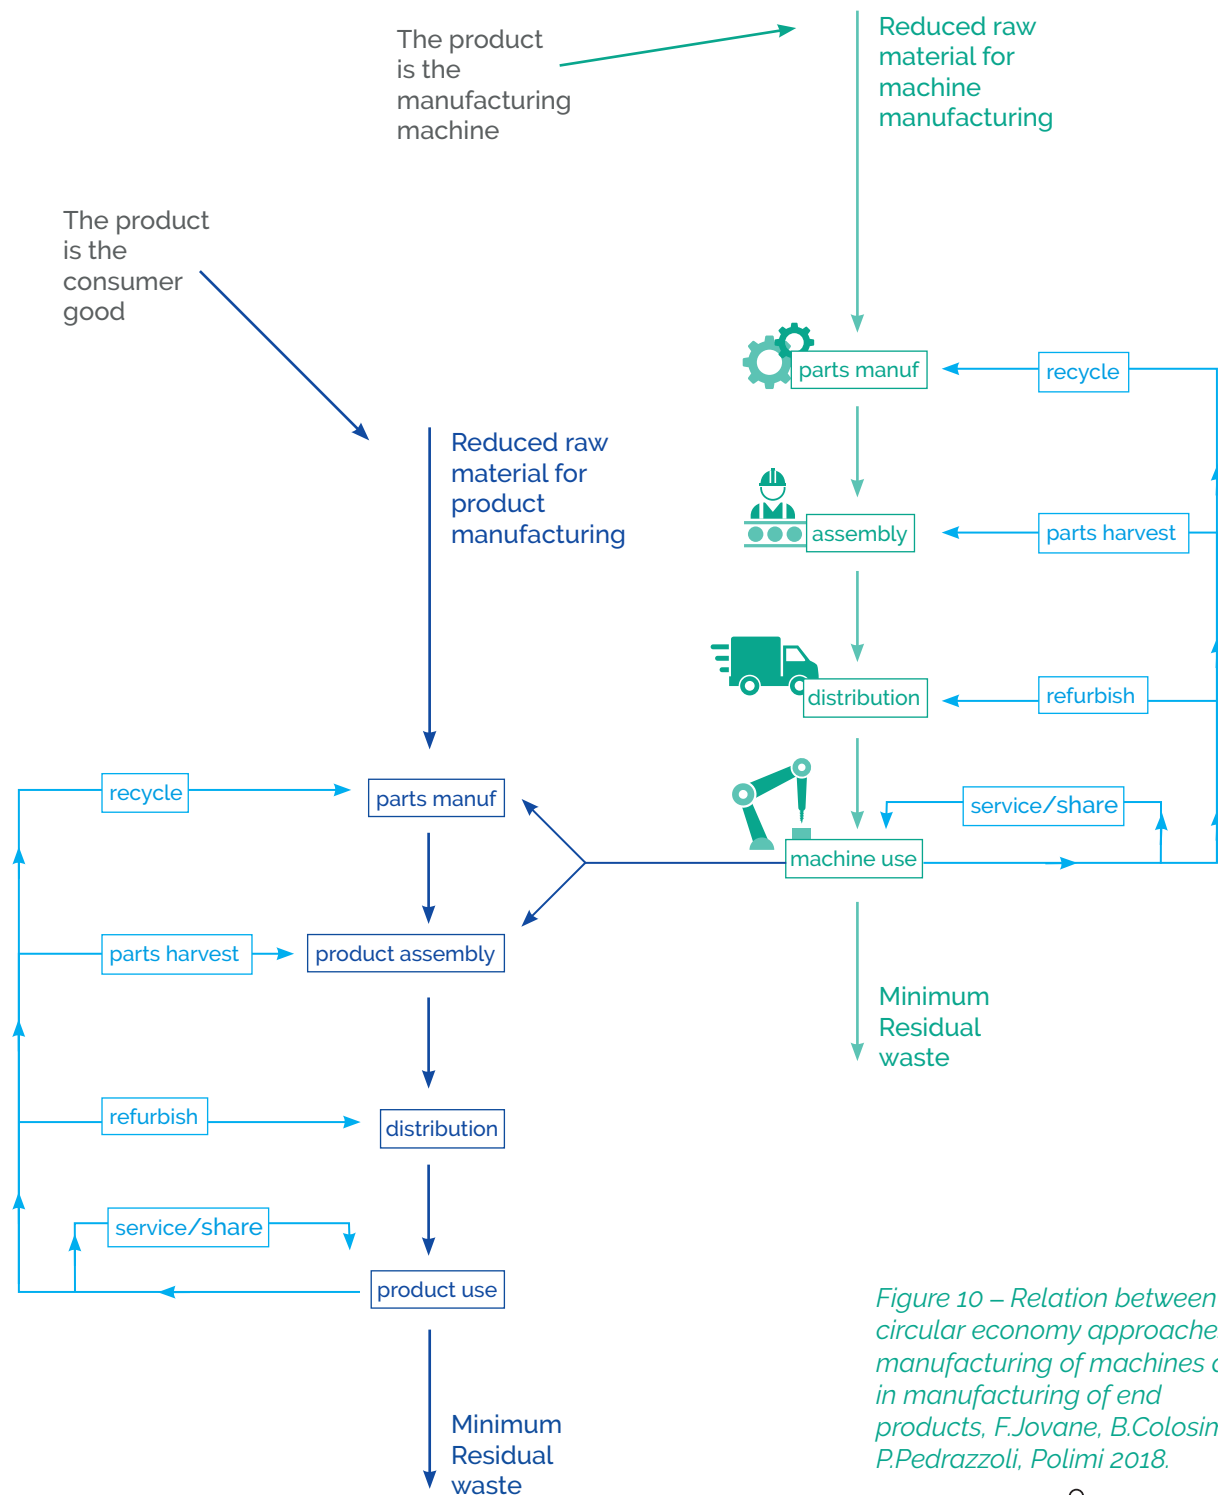 The product
is the
manufacturing
machine
Reduced raw
material for
machine
manufacturing
The product
is the
consumer
good
parts manuf
recycle
Reduced raw
material for
product
manufacturing
assembly
parts harvest
distribution
refurbish
recycle
parts manuf
service/share
machine use
parts harvest
product assembly
Minimum
Residual
waste
refurbish
distribution
service/share
product use
Figure 10 – Relation between
circular economy
manufacturing of machines
in manufacturing of end
products, F.Jovane,
P.Pedrazzoli, Polimi 2018.
Minimum
Residual
waste